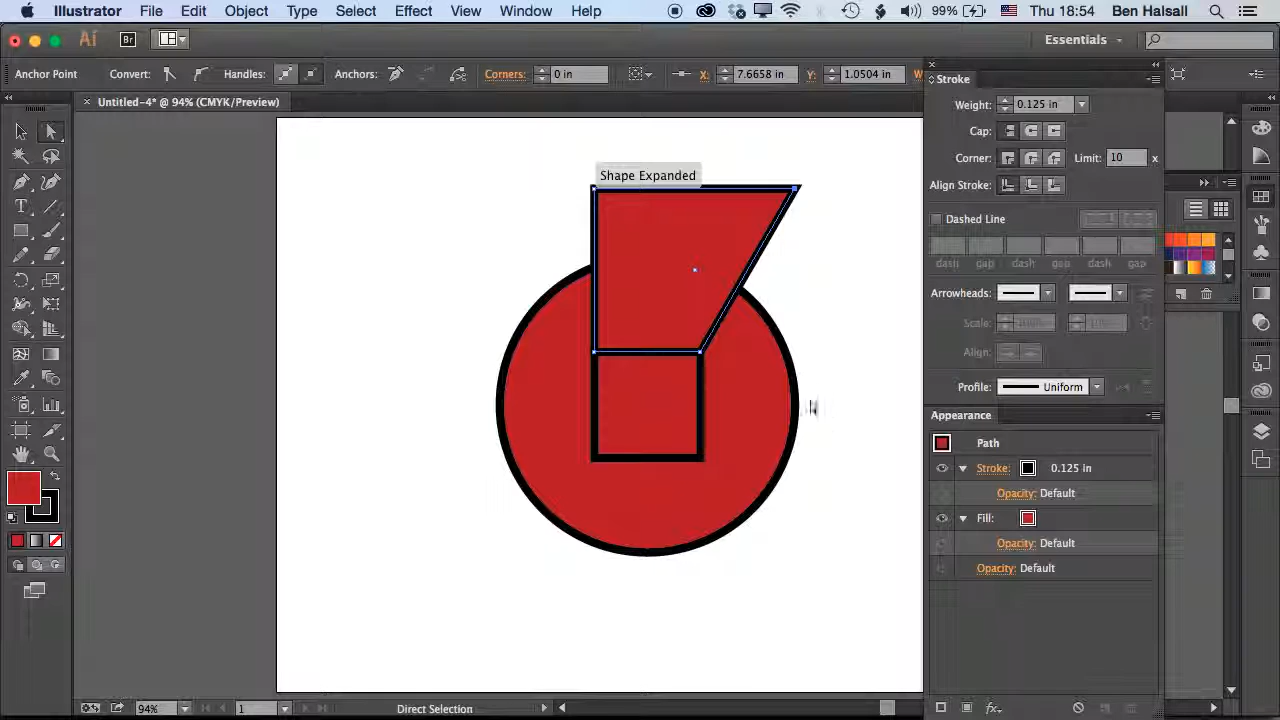 Illustrator File Edit Object Type Select Effect View Window Help 99% Thu 18:54 Ben Halsall
Ai Br Essentials
Anchor Point Convert: Handles: Anchors: Corners: 0 in X: 7.6658 in Y: 1.0504 in W
× Untitled-4* @ 94% (CMYK/Preview)
Stroke
Weight: 0.125 in
Cap:
Corner: Limit: 10 x
Align Stroke:
Dashed Line
dash gap dash gap dash gap
Arrowheads:
Scale: 100% 100%
Align:
Profile: Uniform
Appearance
Path
Stroke: 0.125 in
Opacity: Default
Fill:
Opacity: Default
Opacity: Default
fx
Shape Expanded
T
94% 1 Direct Selection